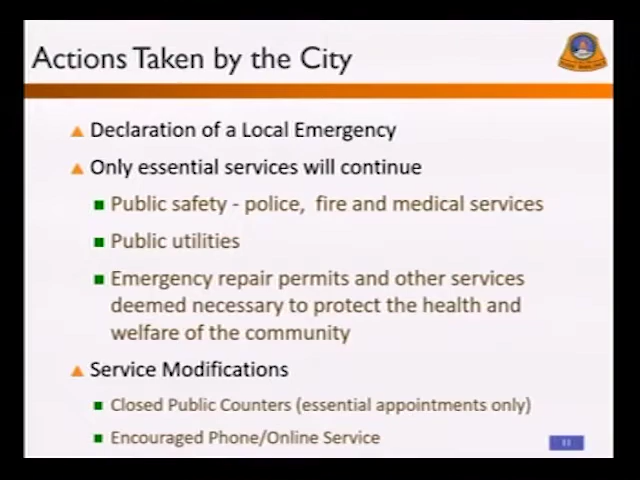 Actions Taken by the City
Declaration of a Local Emergency
Only essential services will continue
Public safety - police, fire and medical services
Public utilities
Emergency repair permits and other services
deemed necessary to protect the health and
welfare of the community
Service Modifications
Closed Public Counters (essential appointments only)
Encouraged Phone/Online Service
11